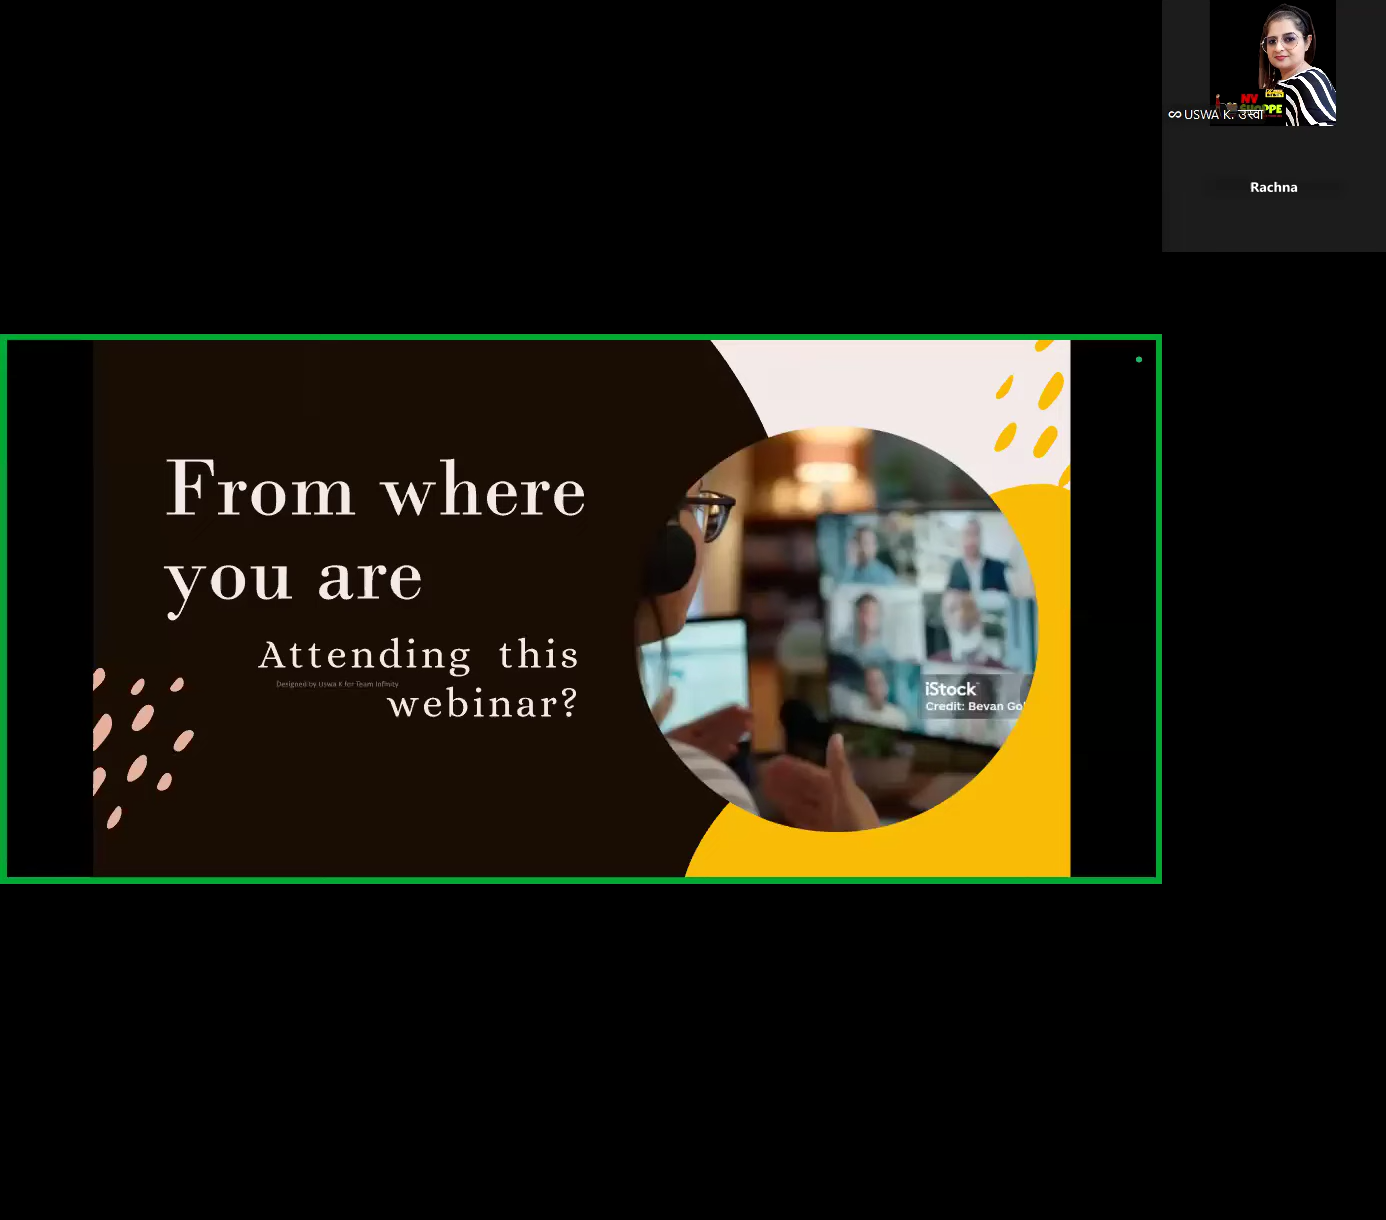 USWA K. उस्वा
Rachna
From where
you are
Attending this
Designed by Uswa K for Team Infinity
webinar?
iStock
Credit: Bevan Go